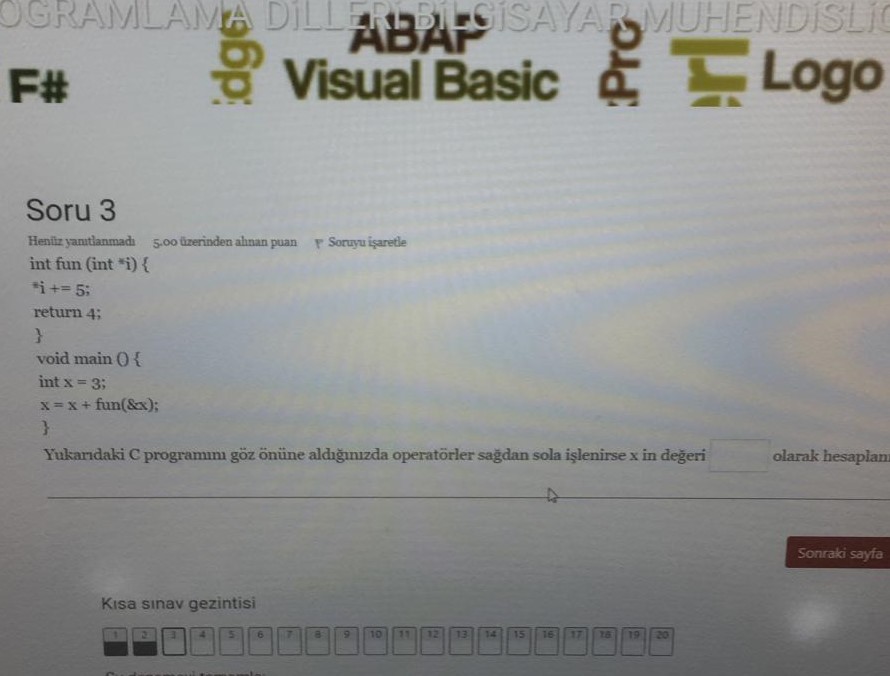 OGRAMLAMA DİLLERİ BİLGİSAYAR MUHENDİSLİĞ
ABAP
F#
Visual Basic
Pro
Logo
Soru 3
Henüz yanıtlanmadı 5,00 üzerinden alınan puan Soruyu işaretle
int fun (int *i) {
*i += 5;
return 4;
}
void main () {
int x = 3;
x = x + fun(&x);
}
Yukarıdaki C programını göz önüne aldığınızda operatörler sağdan sola işlenirse x in değeri olarak hesaplanı
Sonraki sayfa
Kısa sınav gezintisi
1 2 3 4 5 6 7 8 9 10 11 12 13 14 15 16 17 18 19 20